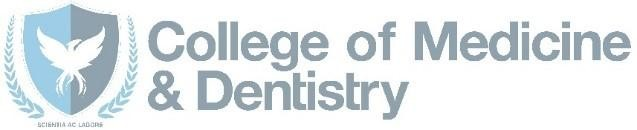 College of Medicine
& Dentistry
SCIENTIA AC LABORE